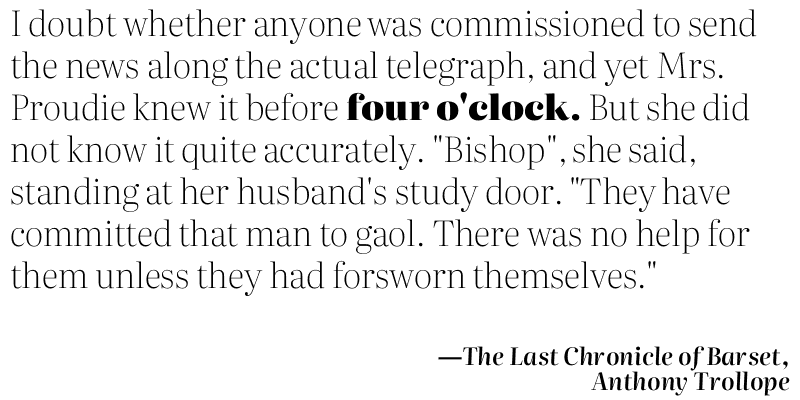 I doubt whether anyone was commissioned to send
the news along the actual telegraph, and yet Mrs.
Proudie knew it before four o'clock. But she did
not know it quite accurately. "Bishop", she said,
standing at her husband's study door. "They have
committed that man to gaol. There was no help for
them unless they had forsworn themselves."
—The Last Chronicle of Barset,
Anthony Trollope